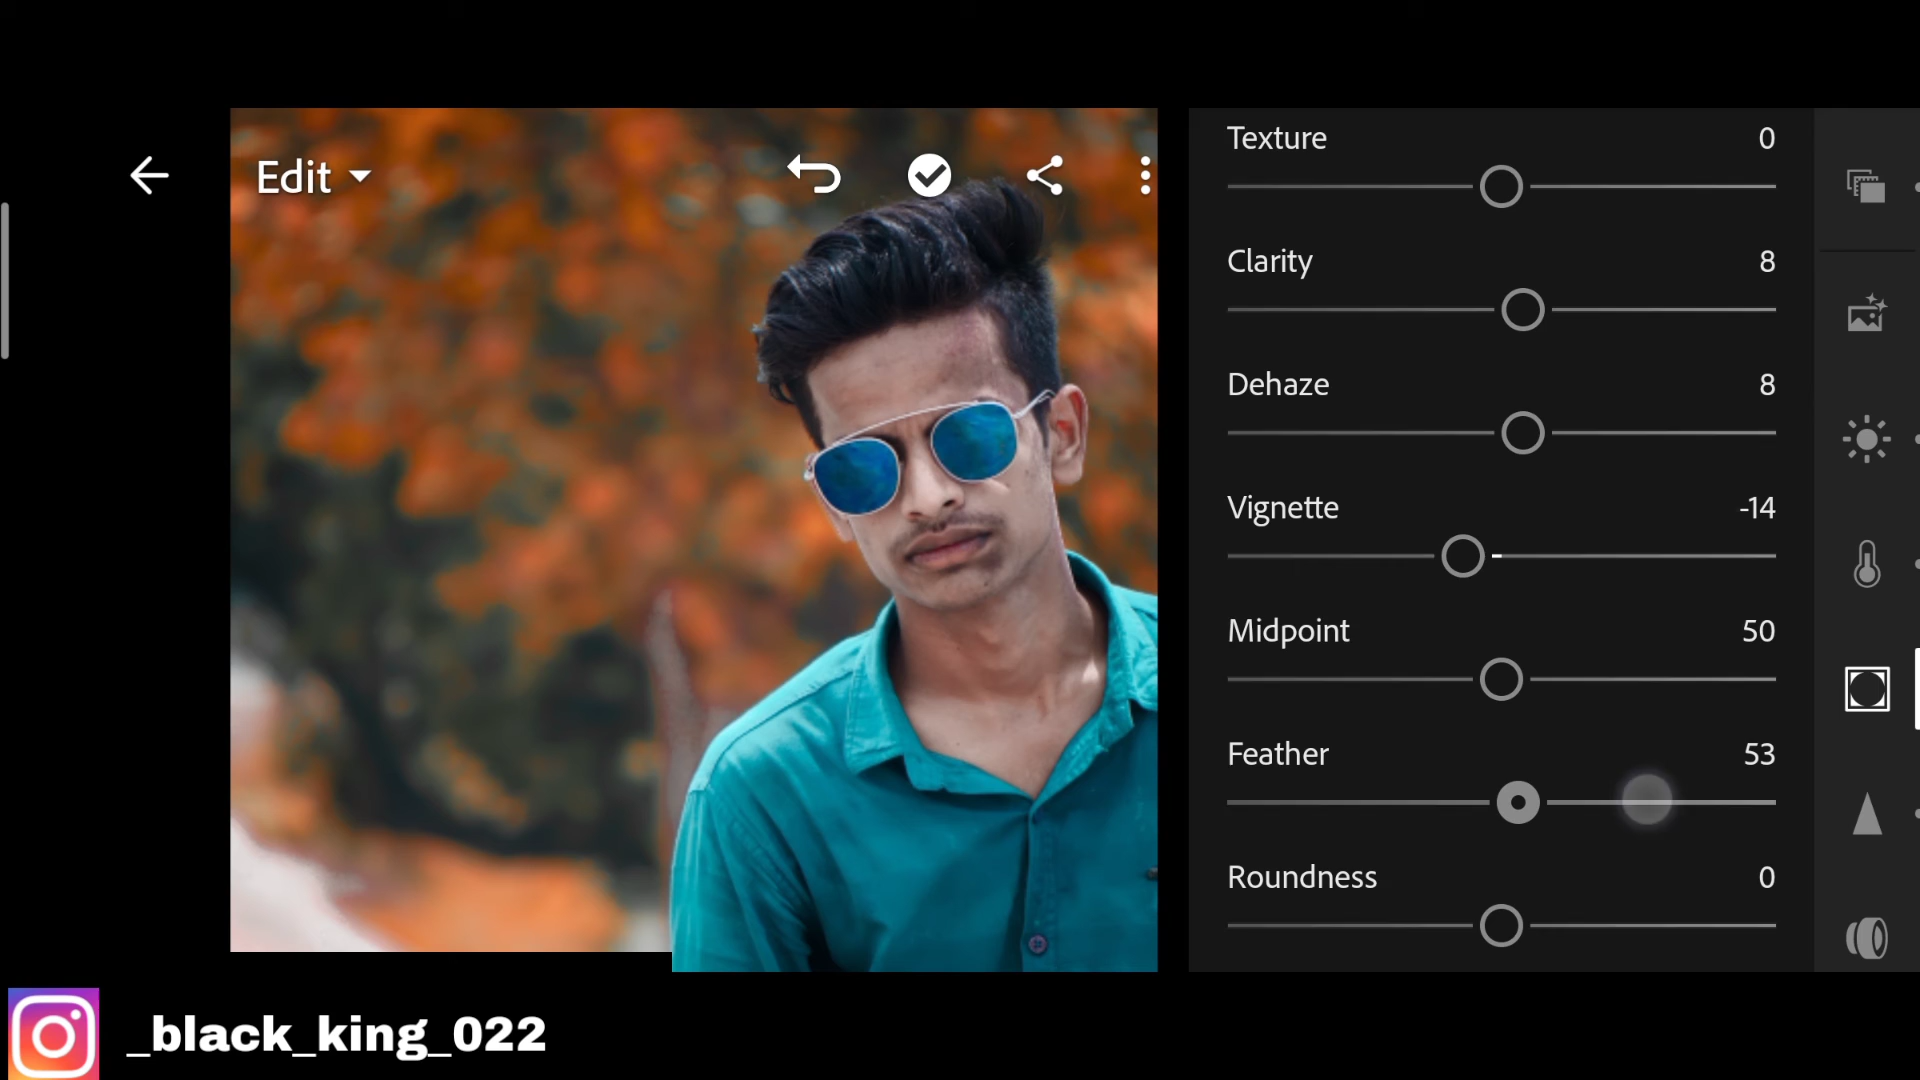 Edit
Texture 0
Clarity 8
Dehaze 8
Vignette -14
Midpoint 50
Feather 53
Roundness 0
_black_king_022